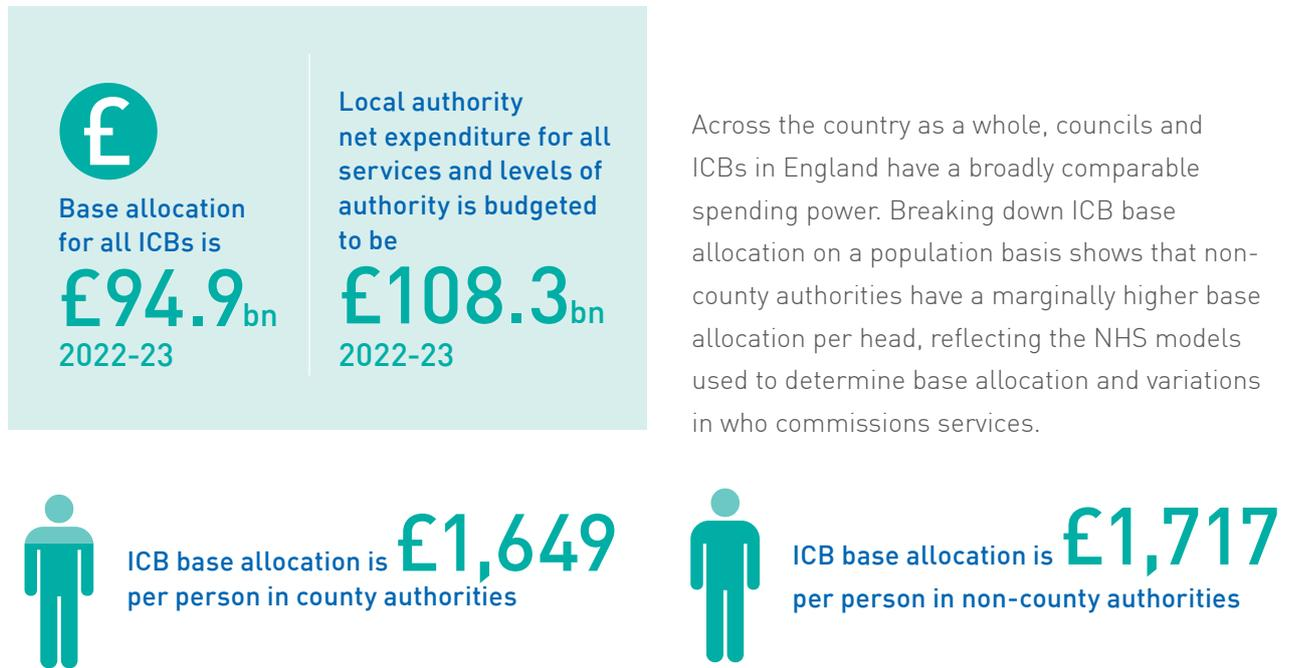 £
Base allocation
for all ICBs is
£94.9bn
2022-23
Local authority
net expenditure for all
services and levels of
authority is budgeted
to be
£108.3bn
2022-23
Across the country as a whole, councils and
ICBs in England have a broadly comparable
spending power. Breaking down ICB base
allocation on a population basis shows that non-
county authorities have a marginally higher base
allocation per head, reflecting the NHS models
used to determine base allocation and variations
in who commissions services.
ICB base allocation is £1,649
per person in county authorities
ICB base allocation is £1,717
per person in non-county authorities